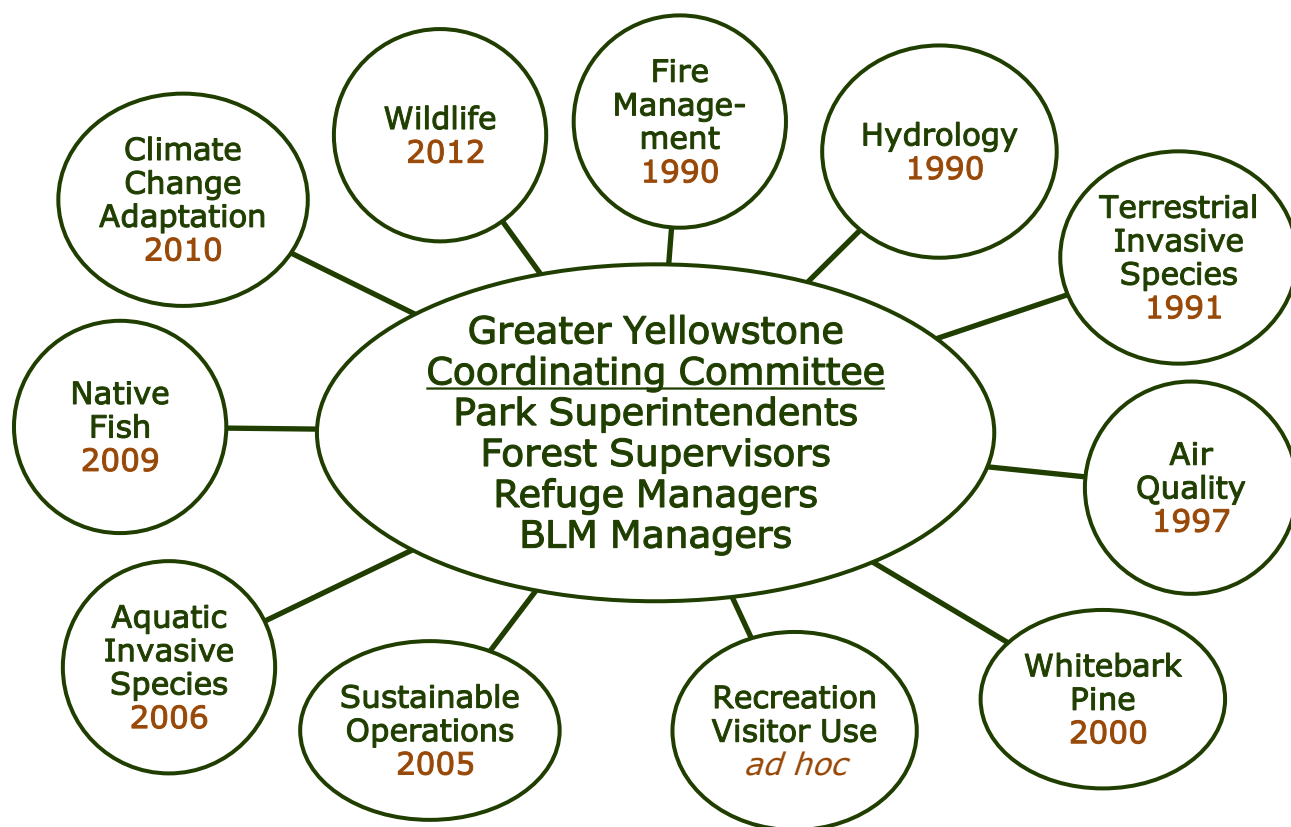 Fire
Manage-
ment
1990
Wildlife
2012
Hydrology
1990
Climate
Change
Adaptation
2010
Terrestrial
Invasive
Species
1991
Greater Yellowstone
Coordinating Committee
Park Superintendents
Forest Supervisors
Refuge Managers
BLM Managers
Native
Fish
2009
Air
Quality
1997
Aquatic
Invasive
Species
2006
Sustainable
Operations
2005
Recreation
Visitor Use
ad hoc
Whitebark
Pine
2000